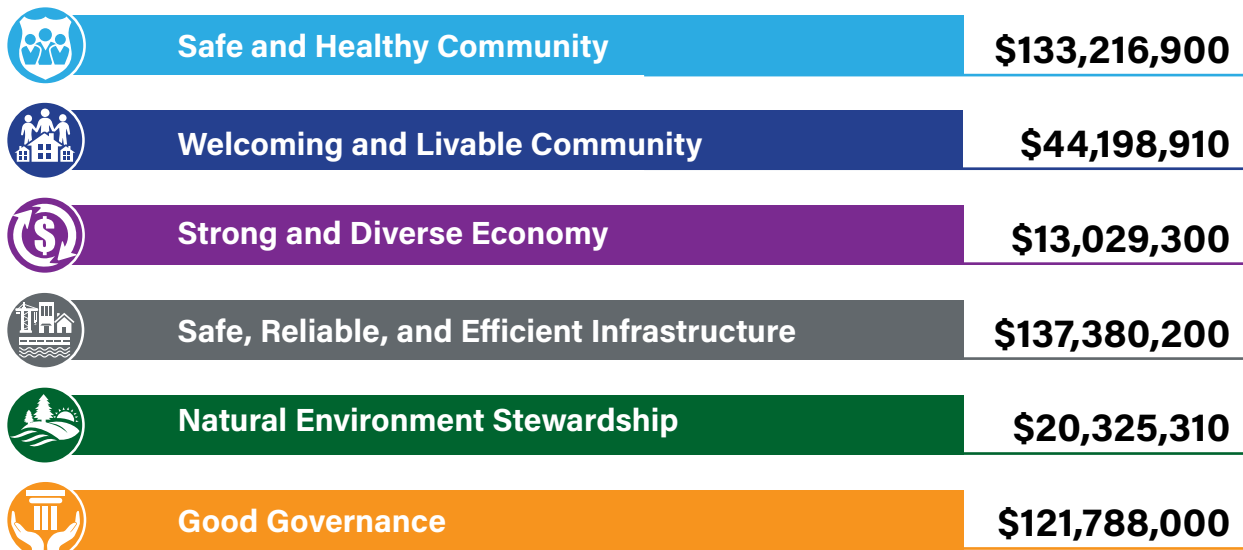 Safe and Healthy Community $133,216,900
Welcoming and Livable Community $44,198,910
$ Strong and Diverse Economy $13,029,300
Safe, Reliable, and Efficient Infrastructure $137,380,200
Natural Environment Stewardship $20,325,310
Good Governance $121,788,000